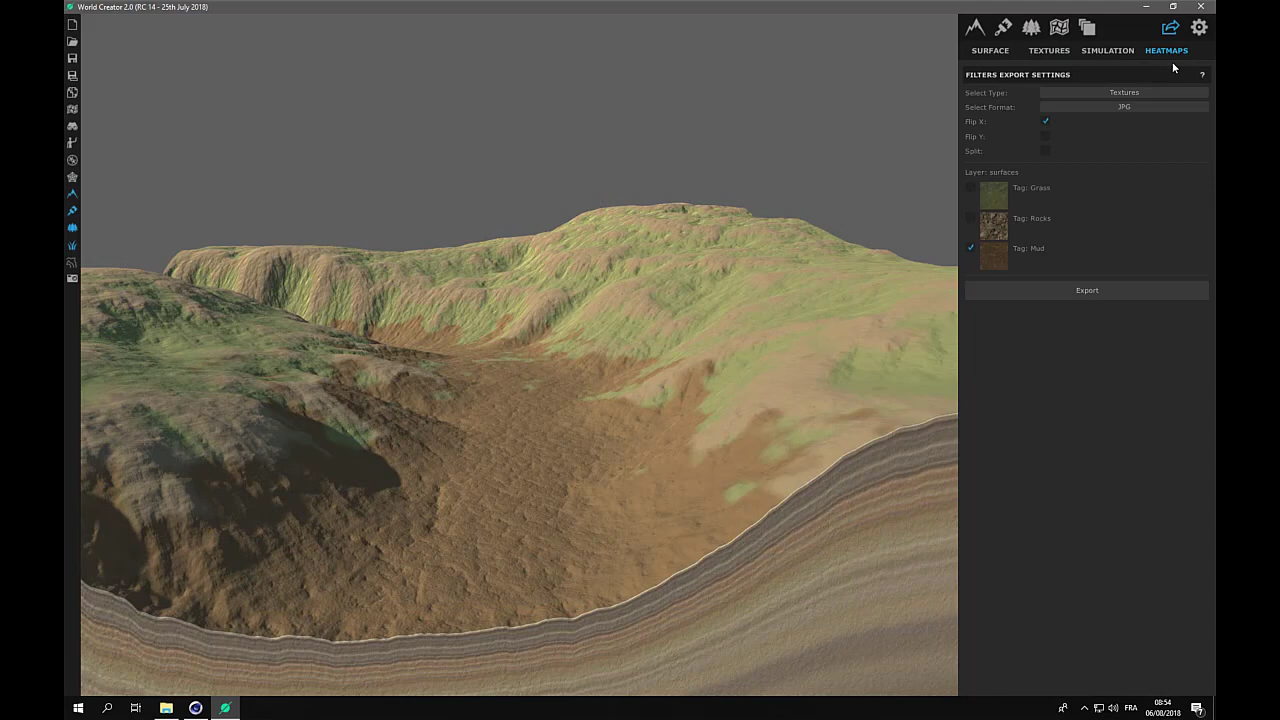 World Creator 2.0 (RC 14 - 25th July 2018)
SURFACE TEXTURES SIMULATION HEATMAPS
FILTERS EXPORT SETTINGS ?
Select Type: Textures
Select Format: JPG
Flip X:
Flip Y:
Split:
Layer: surfaces
Tag: Grass
Tag: Rocks
Tag: Mud
Export
FRA
08:54
06/08/2018